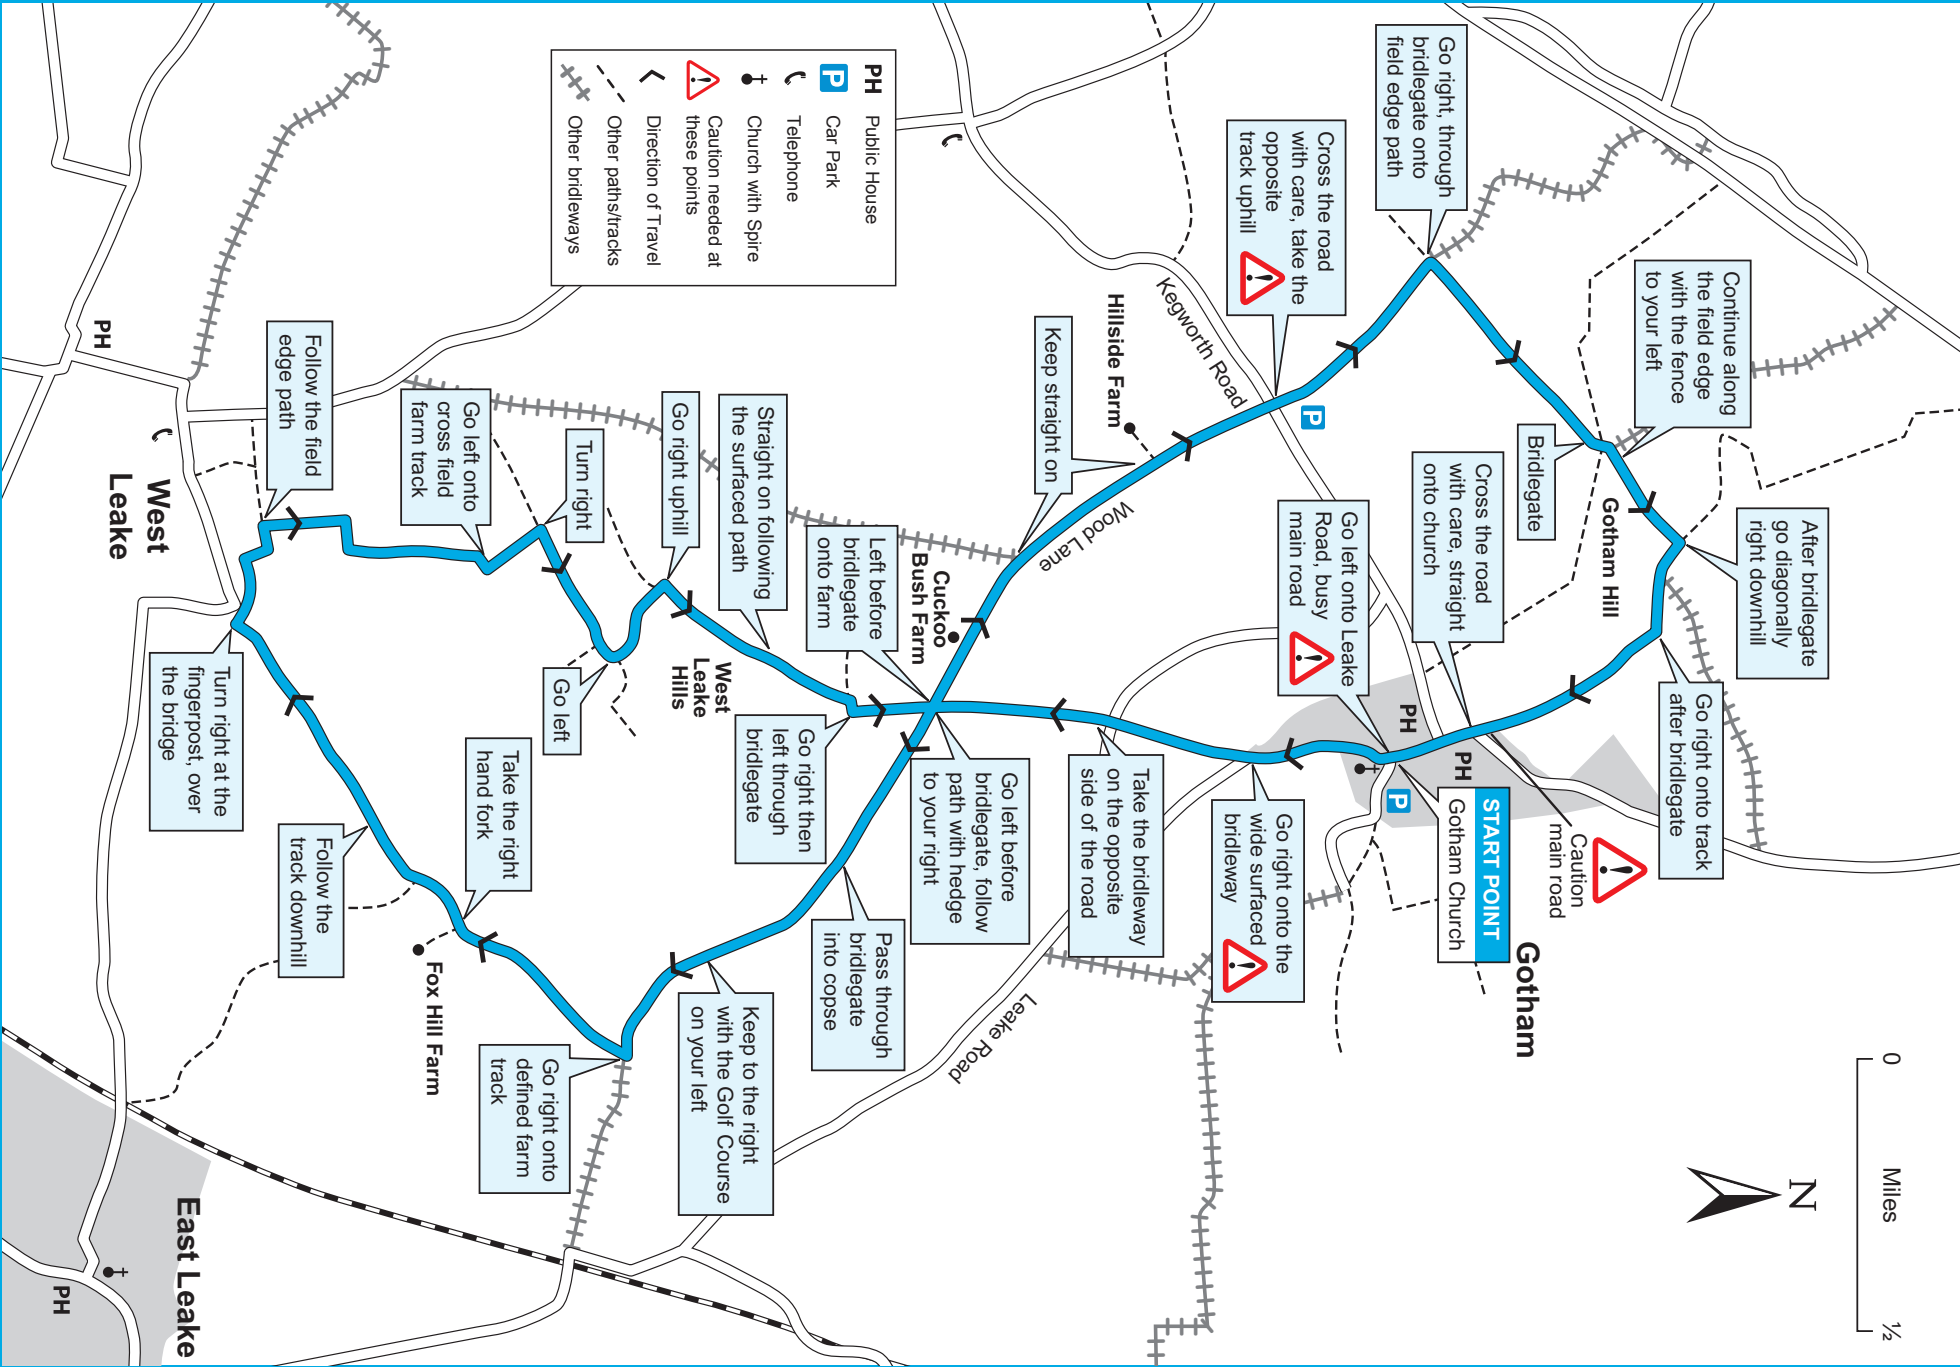 0
Miles
½
N
Continue along
the field edge
with the fence
to your left
After bridlegate
go diagonally
right downhill
Go right onto track
after bridlegate
Go right, through
bridlegate onto
field edge path
Bridlegate
Gotham Hill
Cross the road
with care, straight
onto church
Caution
main road
Gotham
START POINT
Gotham Church
PH
PH
P
Cross the road
with care, take the
opposite
track uphill
P
Kegworth Road
Go left onto Leake
Road, busy
main road
Go right onto the
wide surfaced
bridleway
Hillside Farm
Keep straight on
Wood Lane
Take the bridleway
on the opposite
side of the road
Leake Road
Cuckoo
Bush Farm
Left before
bridlegate
onto farm
Go left before
bridlegate, follow
path with hedge
to your right
Pass through
bridlegate
into copse
Straight on following
the surfaced path
West
Leake
Hills
Go right then
left through
bridlegate
Keep to the right
with the Golf Course
on your left
Go right uphill
Turn right
Go left
Go right onto
defined farm
track
Go left onto
cross field
farm track
Take the right
hand fork
Fox Hill Farm
Follow the field
edge path
Follow the
track downhill
Turn right at the
fingerpost, over
the bridge
West
Leake
PH
East Leake
PH
PH Public House
P Car Park
Telephone
Church with Spire
Caution needed at
these points
Direction of Travel
Other paths/tracks
Other bridleways